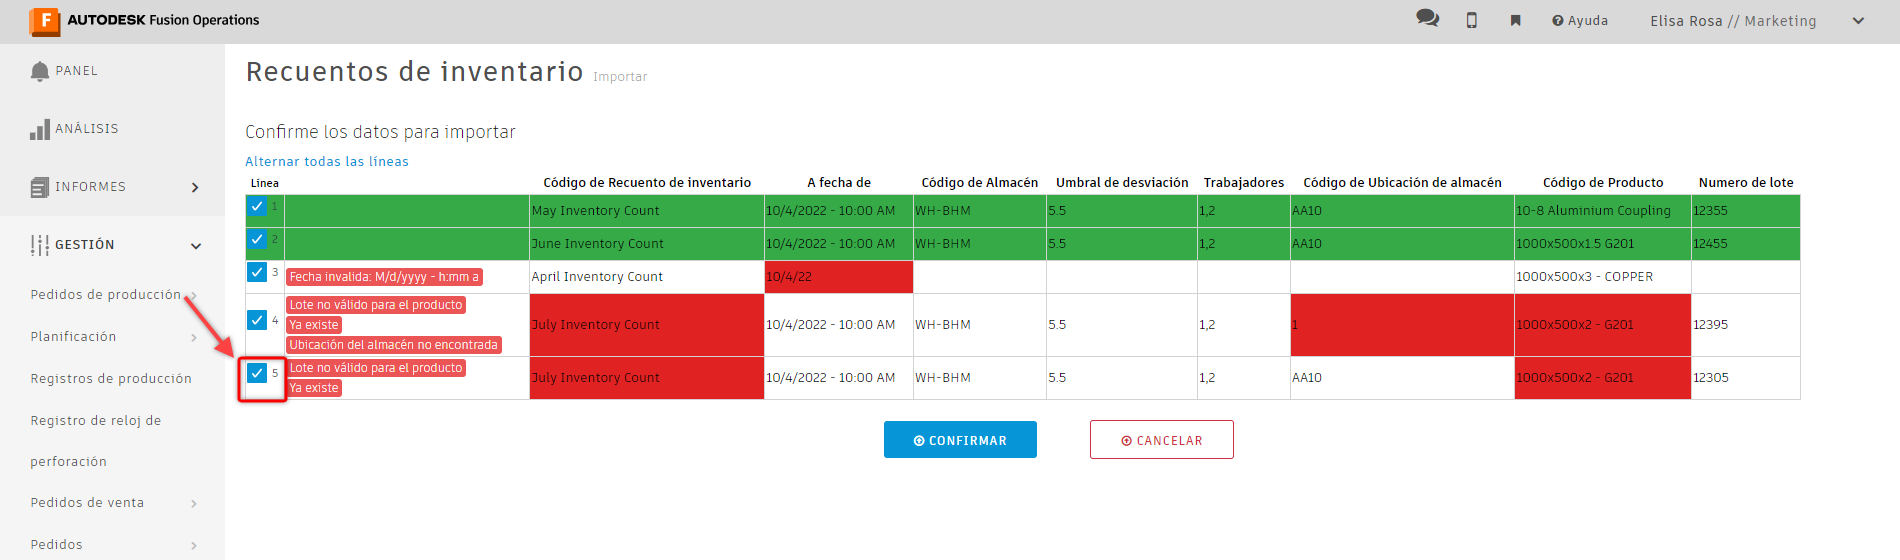 F AUTODESK Fusion Operations
Ayuda
Elisa Rosa // Marketing
PANEL
ANÁLISIS
INFORMES
GESTIÓN
Pedidos de producción
Planificación
Registros de producción
Registro de reloj de
perforación
Pedidos de venta
Pedidos
Recuentos de inventario Importar
Confirme los datos para importar
Alternar todas las líneas
Línea Código de Recuento de inventario A fecha de Código de Almacén Umbral de desviación Trabajadores Código de Ubicación de almacén Código de Producto Numero de lote
1 May Inventory Count 10/4/2022 - 10:00 AM WH-BHM 5.5 1,2 AA10 10-8 Aluminium Coupling 12355
2 June Inventory Count 10/4/2022 - 10:00 AM WH-BHM 5.5 1,2 AA10 1000x500x1.5 G201 12455
3 Fecha invalida: M/d/yyyy - h:mm a April Inventory Count 10/4/22 1000x500x3 - COPPER
Lote no válido para el producto
4 Ya existe July Inventory Count 10/4/2022 - 10:00 AM WH-BHM 5.5 1,2 1 1000x500x2 - G201 12395
Ubicación del almacén no encontrada
5 Lote no válido para el producto
Ya existe July Inventory Count 10/4/2022 - 10:00 AM WH-BHM 5.5 1,2 AA10 1000x500x2 - G201 12305
CONFIRMAR
CANCELAR